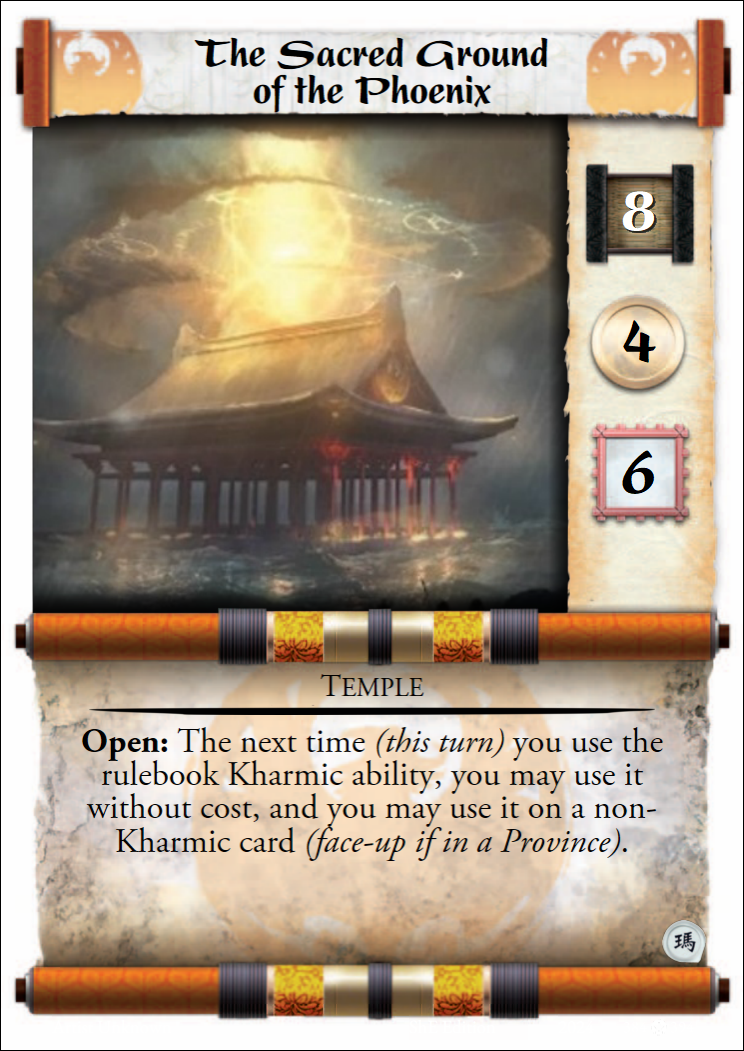 The Sacred Ground
of the Phoenix
8
4
6
Temple
Open: The next time (this turn) you use the
rulebook Kharmic ability, you may use it
without cost, and you may use it on a non-
Kharmic card (face-up if in a Province).
瑪